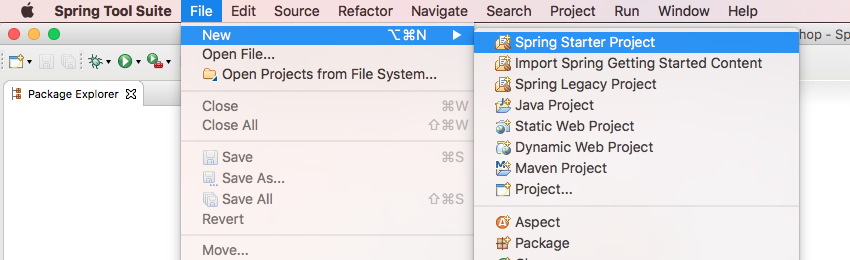 Spring Tool Suite File Edit Source Refactor Navigate Search Project Run Window Help
hop - Sp
Package Explorer
New ⌥⌘N
Open File...
Open Projects from File System...
Close ⌘W
Close All ⇧⌘W
Save ⌘S
Save As...
Save All ⇧⌘S
Revert
Move...
Spring Starter Project
Import Spring Getting Started Content
Spring Legacy Project
Java Project
Static Web Project
Dynamic Web Project
Maven Project
Project...
Aspect
Package